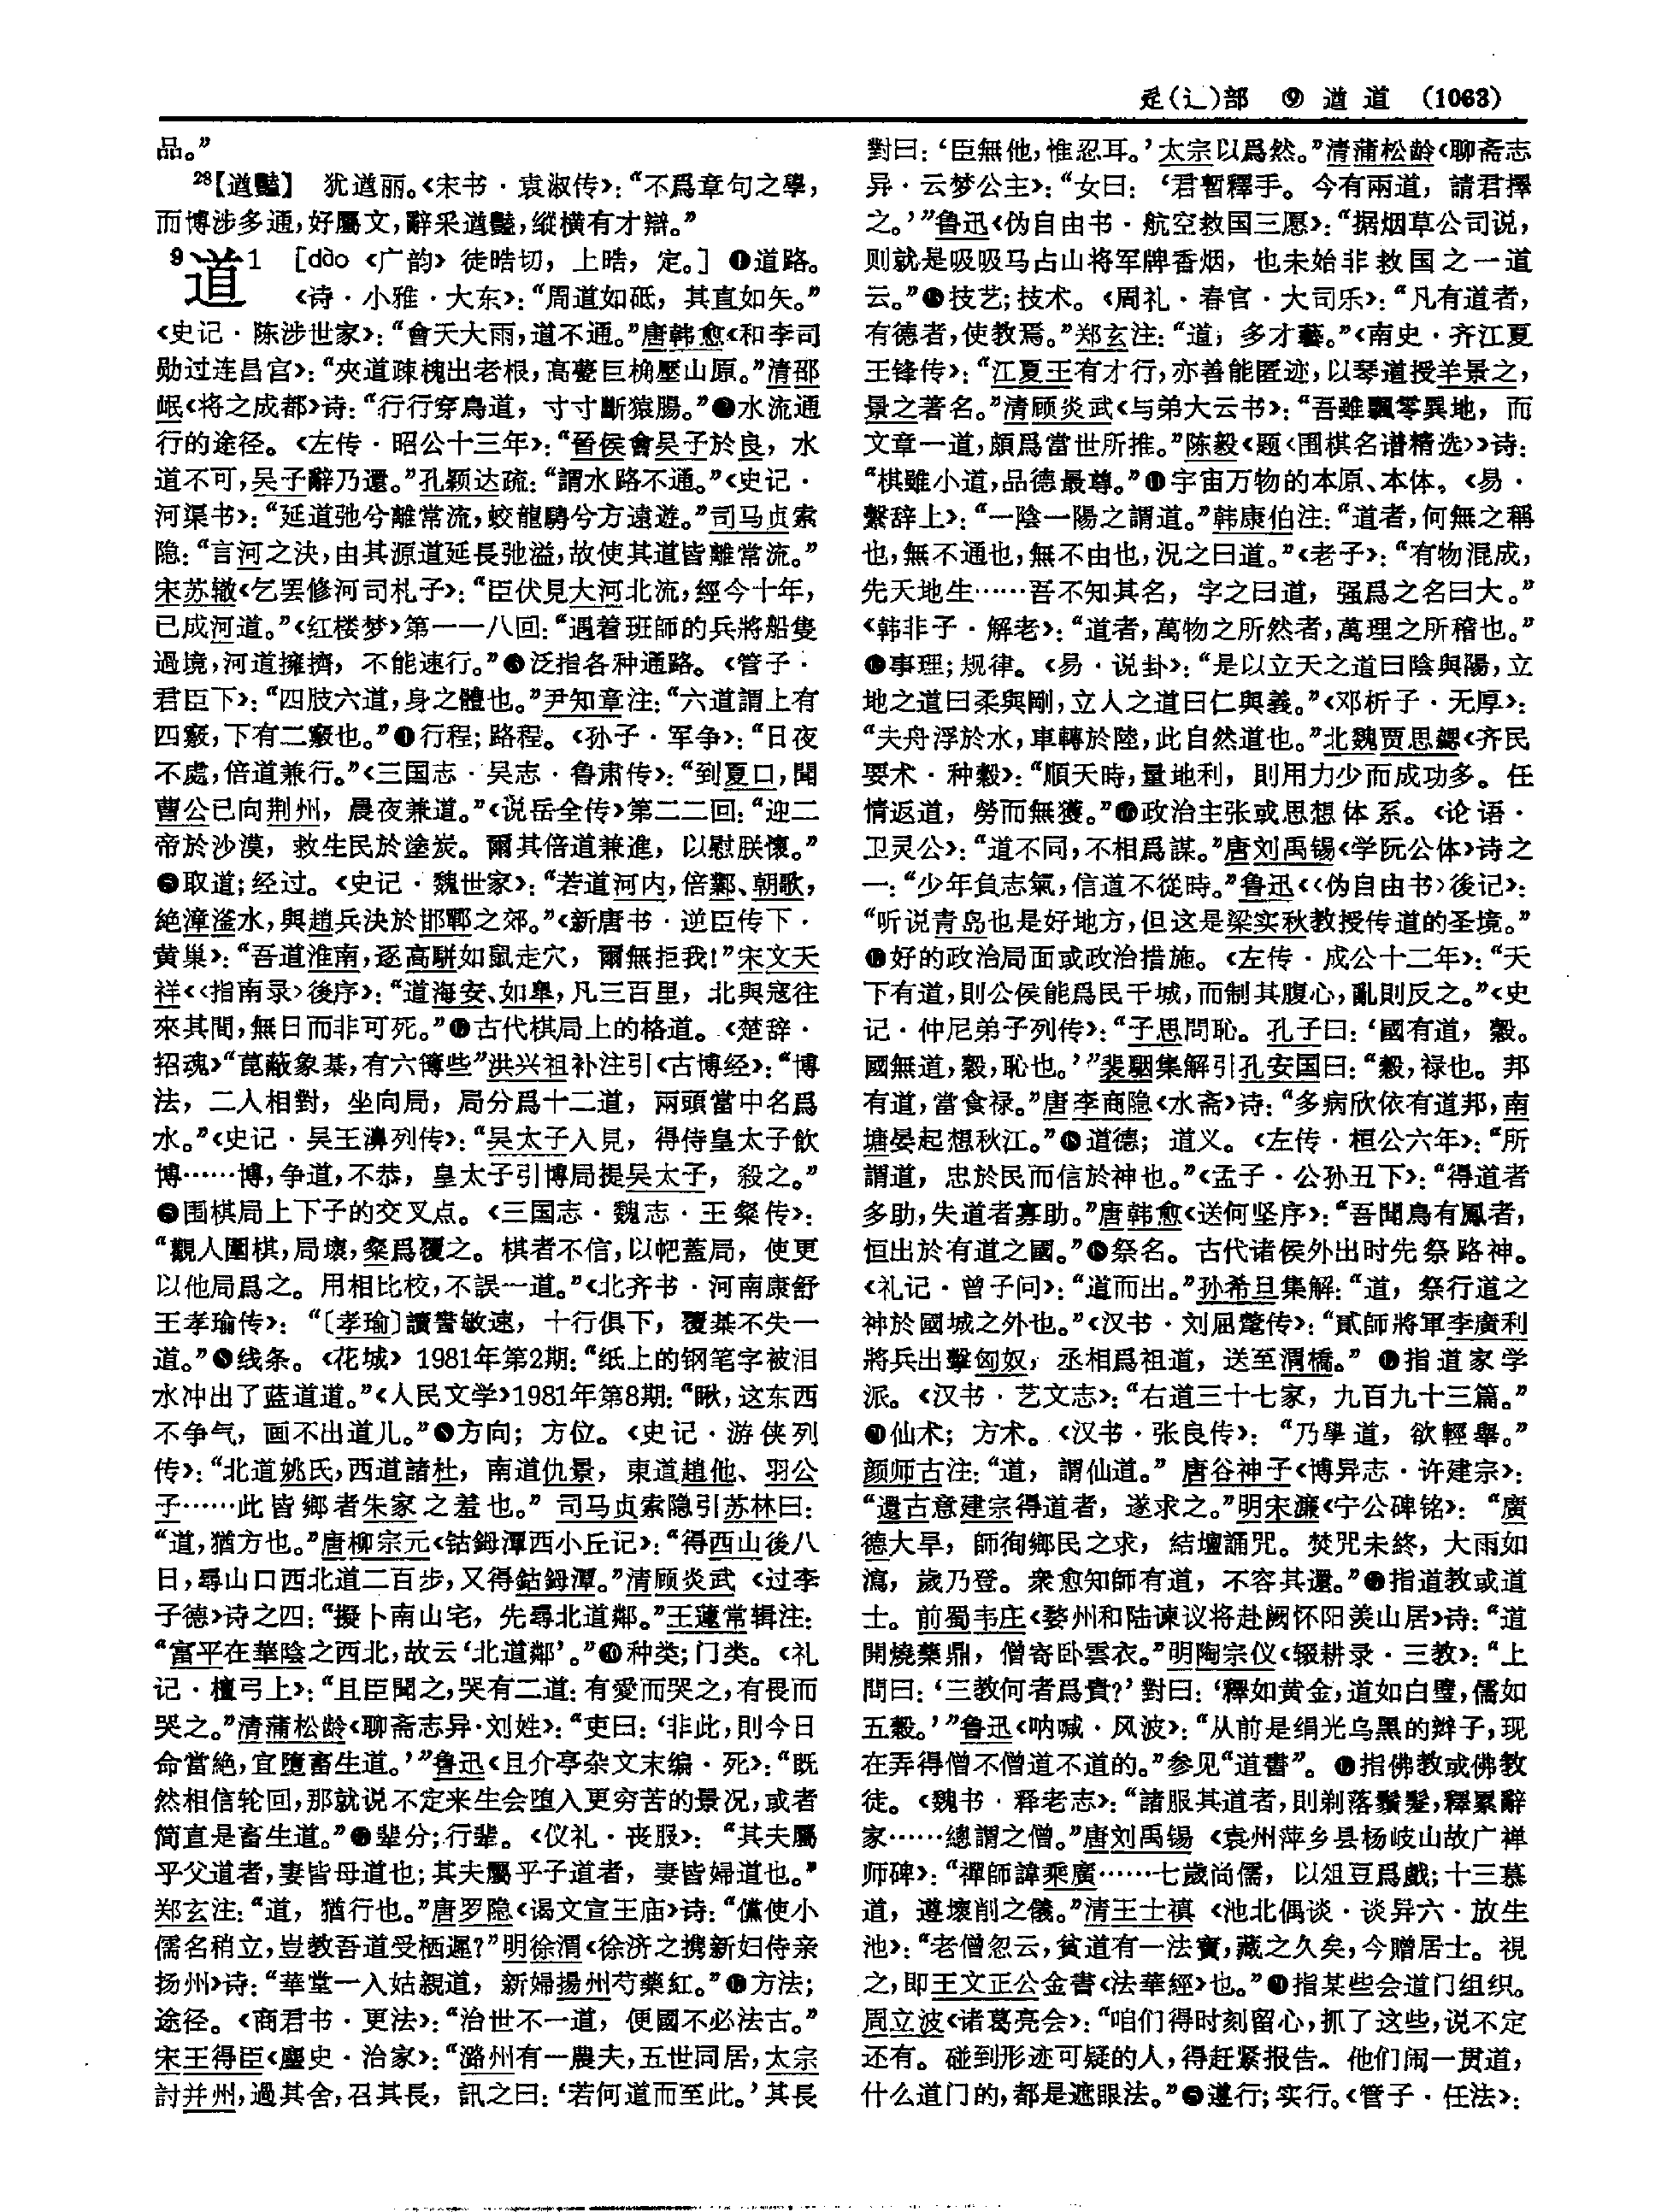 辵(辶)部 ⑨ 遒 道 (1063)
品。”
28【遒豔】 犹遒丽。《宋书·袁淑传》：“不爲章句之學，
而博涉多通，好屬文，辭采遒豔，縱横有才辯。”
9道1 [dào 《广韵》徒晧切，上晧，定。] ❶道路。
《诗·小雅·大东》：“周道如砥，其直如矢。”
《史记·陈涉世家》：“會天大雨，道不通。”唐韩愈《和李司
勋过连昌宫》：“夾道疎槐出老根，高甍巨桷壓山原。”清邵
岷《将之成都》诗：“行行穿鳥道，寸寸斷猿腸。”❷水流通
行的途径。《左传·昭公十三年》：“晉侯會吴子於良，水
道不可，吴子辭乃還。”孔颖达疏：“謂水路不通。”《史记·
河渠书》：“延道弛兮離常流，蛟龍騁兮方遠遊。”司马贞索
隐：“言河之決，由其源道延長弛溢，故使其道皆離常流。”
宋苏辙《乞罢修河司札子》：“臣伏見大河北流，經今十年，
已成河道。”《红楼梦》第一一八回：“遇着班師的兵將船隻
過境，河道擁擠，不能速行。”❸泛指各种通路。《管子·
君臣下》：“四肢六道，身之體也。”尹知章注：“六道謂上有
四竅，下有二竅也。”❹行程；路程。《孙子·军争》：“日夜
不處，倍道兼行。”《三国志·吴志·鲁肃传》：“到夏口，聞
曹公已向荆州，晨夜兼道。”《说岳全传》第二二回：“迎二
帝於沙漠，救生民於塗炭。爾其倍道兼進，以慰朕懷。”
❺取道；经过。《史记·魏世家》：“若道河内，倍鄴、朝歌，
絶漳滏水，與趙兵決於邯鄲之郊。”《新唐书·逆臣传下·
黄巢》：“吾道淮南，逐高駢如鼠走穴，爾無拒我！”宋文天
祥《〈指南录〉後序》：“道海安、如臯，凡三百里，北與寇往
來其間，無日而非可死。”❻古代棋局上的格道。《楚辞·
招魂》“菎蔽象棊，有六簙些”洪兴祖补注引《古博经》：“博
法，二人相對，坐向局，局分爲十二道，兩頭當中名爲
水。”《史记·吴王濞列传》：“吴太子入見，得侍皇太子飲
博……博，争道，不恭，皇太子引博局提吴太子，殺之。”
❼围棋局上下子的交叉点。《三国志·魏志·王粲传》：
“觀人圍棋，局壞，粲爲覆之。棋者不信，以帊蓋局，使更
以他局爲之。用相比校，不誤一道。”《北齐书·河南康舒
王孝瑜传》：“〔孝瑜〕讀書敏速，十行俱下，覆棊不失一
道。”❽线条。《花城》1981年第2期：“纸上的钢笔字被泪
水冲出了蓝道道。”《人民文学》1981年第8期：“瞅，这东西
不争气，画不出道儿。”❾方向；方位。《史记·游侠列
传》：“北道姚氏，西道諸杜，南道仇景，東道趙他、羽公
子……此皆鄉者朱家之羞也。”司马贞索隐引苏林曰：
“道，猶方也。”唐柳宗元《钴鉧潭西小丘记》：“得西山後八
日，尋山口西北道二百步，又得鈷鉧潭。”清顾炎武《过李
子德》诗之四：“擬卜南山宅，先尋北道鄰。”王蘧常辑注：
“富平在華陰之西北，故云‘北道鄰’。”❿种类；门类。《礼
记·檀弓上》：“且臣聞之，哭有二道：有愛而哭之，有畏而
哭之。”清蒲松龄《聊斋志异·刘姓》：“吏曰：‘非此，則今日
命當絶，宜墮畜生道。’”鲁迅《且介亭杂文末编·死》：“既
然相信轮回，那就说不定来生会堕入更穷苦的景况，或者
简直是畜生道。”⓫辈分；行辈。《仪礼·丧服》：“其夫屬
乎父道者，妻皆母道也；其夫屬乎子道者，妻皆婦道也。”
郑玄注：“道，猶行也。”唐罗隐《谒文宣王庙》诗：“儻使小
儒名稍立，豈教吾道受栖遲？”明徐渭《徐济之携新妇侍亲
扬州》诗：“華堂一入姑親道，新婦揚州芍藥紅。”⓬方法；
途径。《商君书·更法》：“治世不一道，便國不必法古。”
宋王得臣《麈史·治家》：“潞州有一農夫，五世同居，太宗
討并州，過其舍，召其長，訊之曰：‘若何道而至此。’其長
對曰：‘臣無他，惟忍耳。’太宗以爲然。”清蒲松龄《聊斋志
异·云梦公主》：“女曰：‘君暫釋手。今有兩道，請君擇
之。’”鲁迅《伪自由书·航空救国三愿》：“据烟草公司说，
则就是吸吸马占山将军牌香烟，也未始非救国之一道
云。”⓭技艺；技术。《周礼·春官·大司乐》：“凡有道者，
有德者，使教焉。”郑玄注：“道，多才藝。”《南史·齐江夏
王锋传》：“江夏王有才行，亦善能匿迹，以琴道授羊景之，
景之著名。”清顾炎武《与弟大云书》：“吾雖飄零異地，而
文章一道，頗爲當世所推。”陈毅《题〈围棋名谱精选〉》诗：
“棋雖小道，品德最尊。”⓮宇宙万物的本原、本体。《易·
繫辞上》：“一陰一陽之謂道。”韩康伯注：“道者，何無之稱
也，無不通也，無不由也，況之曰道。”《老子》：“有物混成，
先天地生……吾不知其名，字之曰道，强爲之名曰大。”
《韩非子·解老》：“道者，萬物之所然者，萬理之所稽也。”
⓯事理；规律。《易·说卦》：“是以立天之道曰陰與陽，立
地之道曰柔與剛，立人之道曰仁與義。”《邓析子·无厚》：
“夫舟浮於水，車轉於陸，此自然道也。”北魏贾思勰《齐民
要术·种穀》：“順天時，量地利，則用力少而成功多。任
情返道，勞而無獲。”⓰政治主张或思想体系。《论语·
卫灵公》：“道不同，不相爲謀。”唐刘禹锡《学阮公体》诗之
一：“少年負志氣，信道不從時。”鲁迅《〈伪自由书〉後记》：
“听说青岛也是好地方，但这是梁实秋教授传道的圣境。”
⓱好的政治局面或政治措施。《左传·成公十二年》：“天
下有道，則公侯能爲民干城，而制其腹心，亂則反之。”《史
记·仲尼弟子列传》：“子思問恥。孔子曰：‘國有道，穀。
國無道，穀，恥也。’”裴駰集解引孔安国曰：“穀，禄也。邦
有道，當食禄。”唐李商隐《水斋》诗：“多病欣依有道邦，南
塘晏起想秋江。”⓲道德；道义。《左传·桓公六年》：“所
謂道，忠於民而信於神也。”《孟子·公孙丑下》：“得道者
多助，失道者寡助。”唐韩愈《送何坚序》：“吾聞鳥有鳳者，
恒出於有道之國。”⓳祭名。古代诸侯外出时先祭路神。
《礼记·曾子问》：“道而出。”孙希旦集解：“道，祭行道之
神於國城之外也。”《汉书·刘屈氂传》：“貳師將軍李廣利
將兵出擊匈奴，丞相爲祖道，送至渭橋。”⓴指道家学
派。《汉书·艺文志》：“右道三十七家，九百九十三篇。”
㉑仙术；方术。《汉书·张良传》：“乃學道，欲輕舉。”
颜师古注：“道，謂仙道。”唐谷神子《博异志·许建宗》：
“還古意建宗得道者，遂求之。”明宋濂《宁公碑铭》：“廣
德大旱，師徇鄉民之求，結壇誦咒。焚咒未終，大雨如
瀉，歲乃登。衆愈知師有道，不容其還。”㉒指道教或道
士。前蜀韦庄《婺州和陆谏议将赴阙怀阳羡山居》诗：“道
開燒藥鼎，僧寄卧雲衣。”明陶宗仪《辍耕录·三教》：“上
問曰：‘三教何者爲貴？’對曰：‘釋如黄金，道如白璧，儒如
五穀。’”鲁迅《呐喊·风波》：“从前是绢光乌黑的辫子，现
在弄得僧不僧道不道的。”参见“道書”。㉓指佛教或佛教
徒。《魏书·释老志》：“諸服其道者，則剃落鬚髮，釋累辭
家……總謂之僧。”唐刘禹锡《袁州萍乡县杨岐山故广禅
师碑》：“禪師諱乘廣……七歲尚儒，以俎豆爲戲；十三慕
道，遵壞削之儀。”清王士禛《池北偶谈·谈异六·放生
池》：“老僧忽云，貧道有一法寶，藏之久矣，今贈居士。視
之，即王文正公金書《法華經》也。”㉔指某些会道门组织。
周立波《诸葛亮会》：“咱们得时刻留心，抓了这些，说不定
还有。碰到形迹可疑的人，得赶紧报告。他们闹一贯道，
什么道门的，都是遮眼法。”㉕遵行；实行。《管子·任法》：